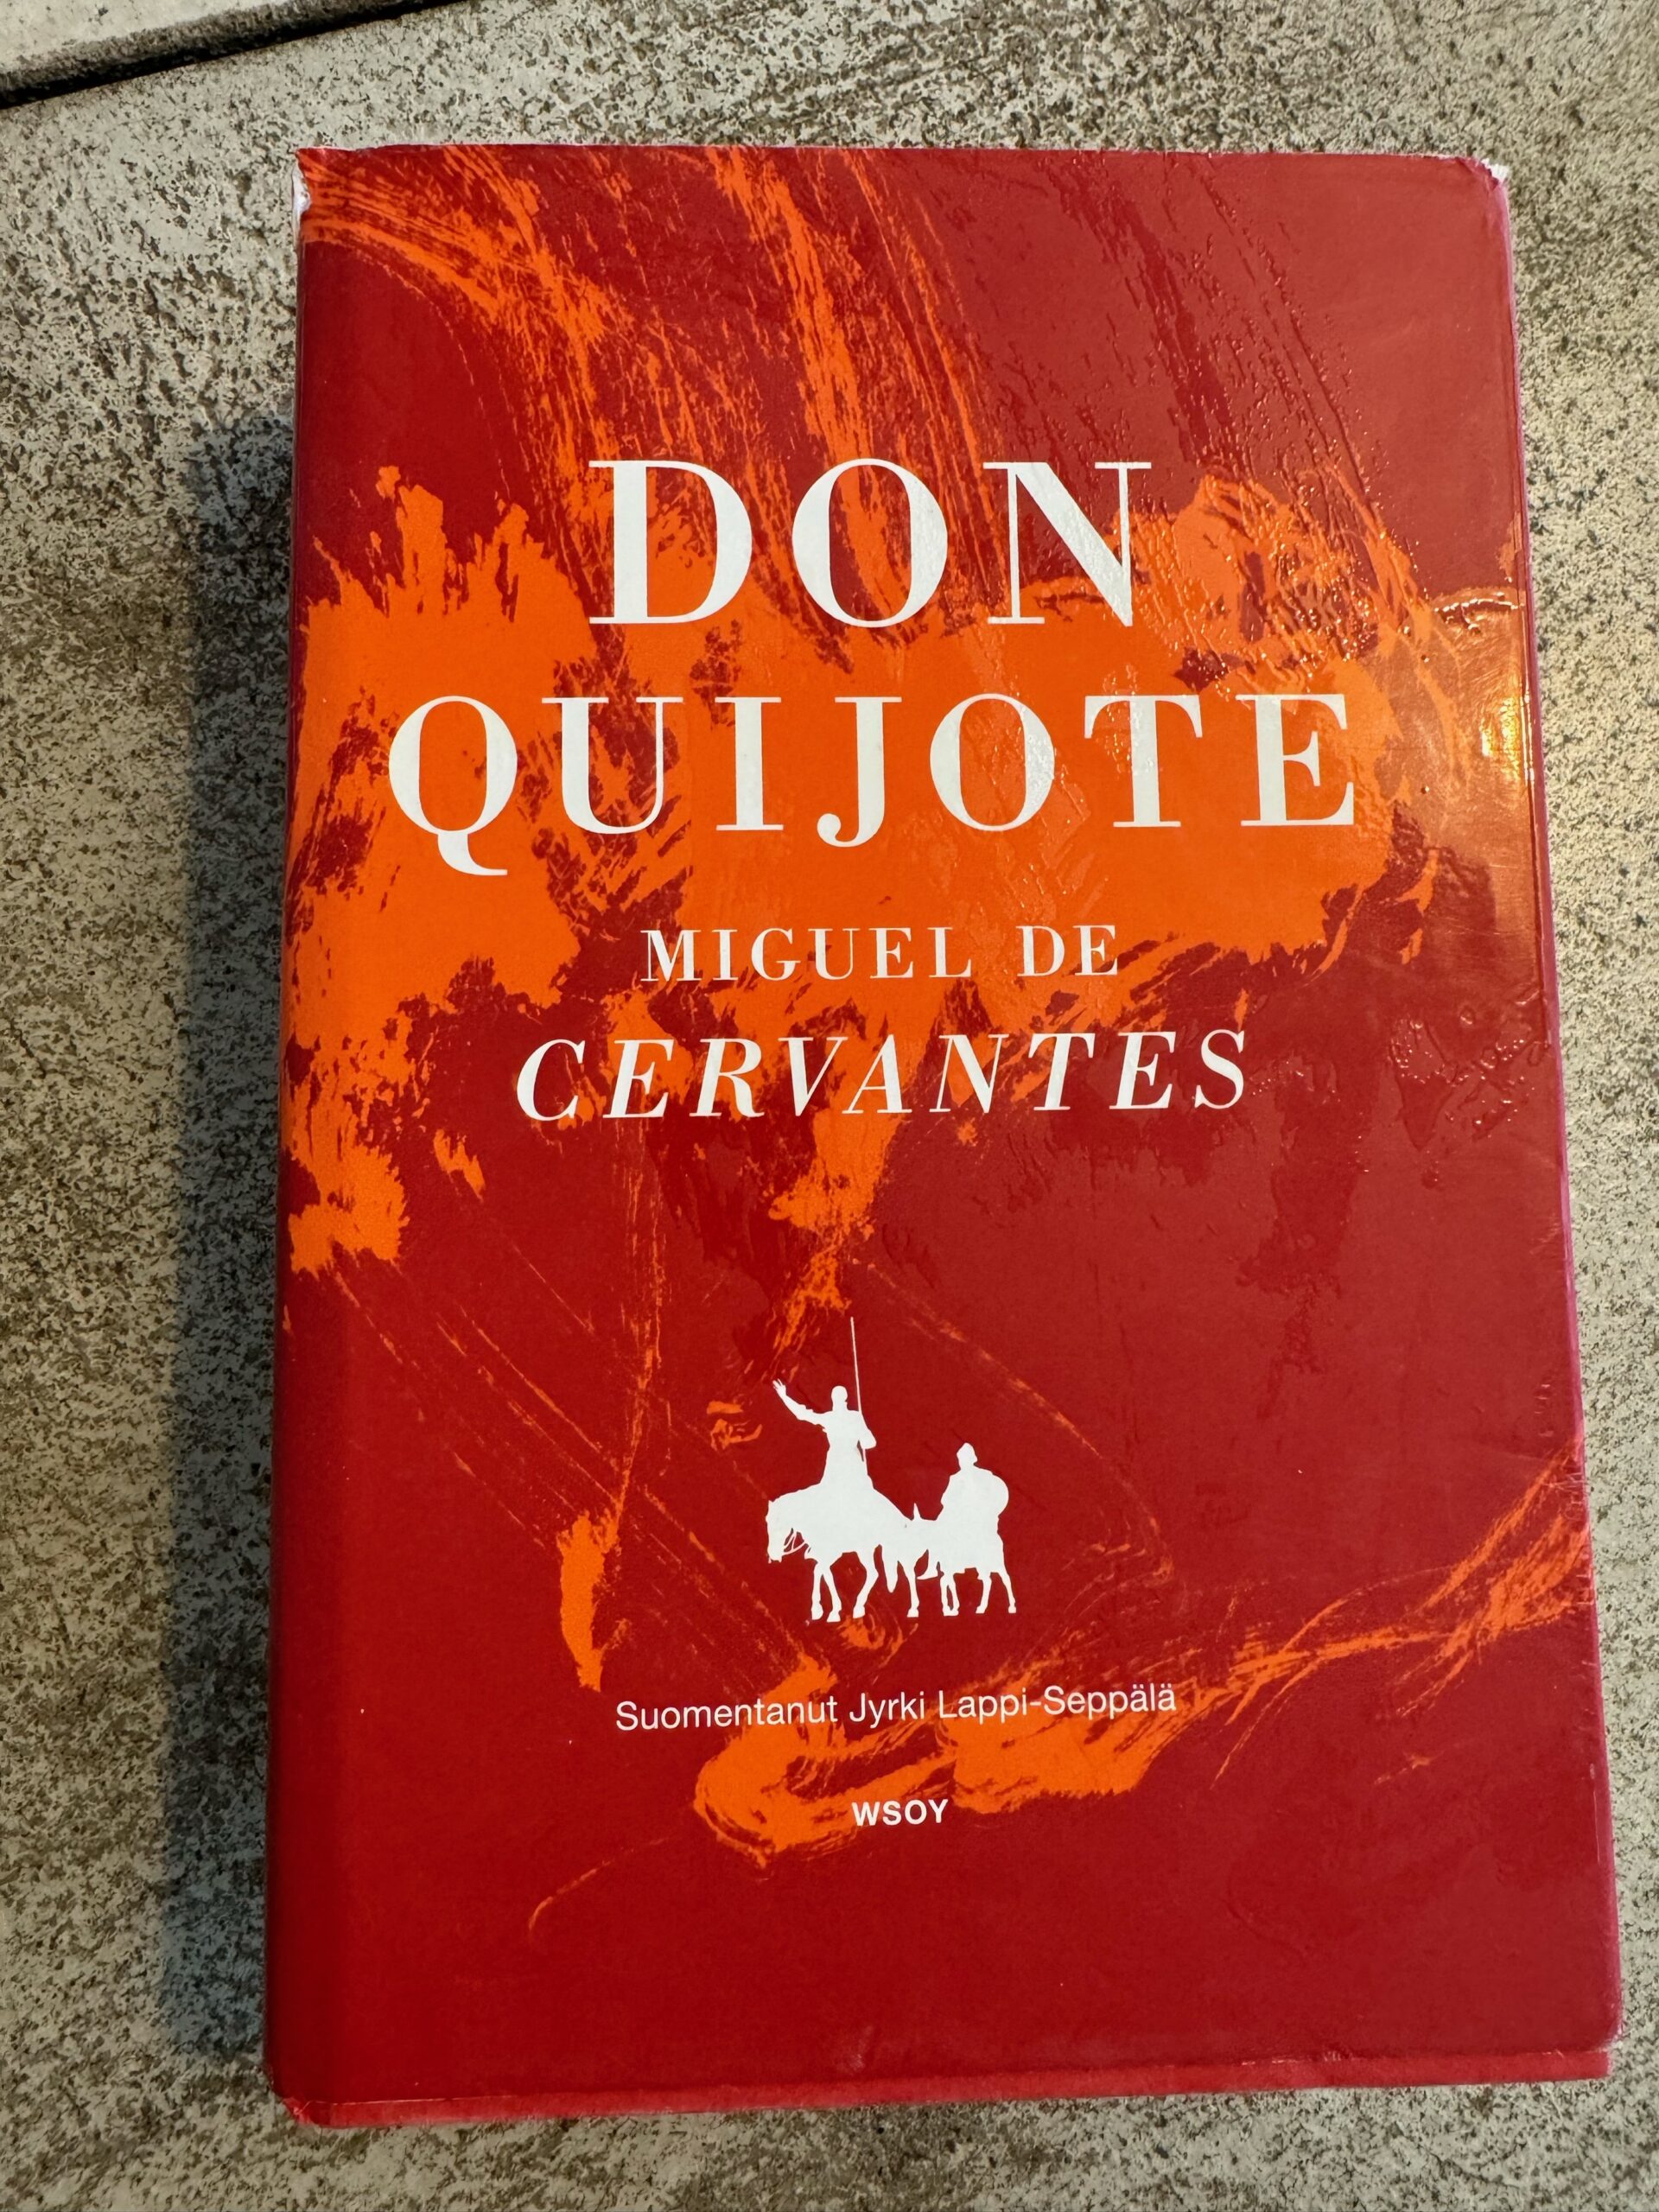 DON
QUIJOTE
MIGUEL DE
CERVANTES
Suomentanut Jyrki Lappi-Seppälä
WSOY